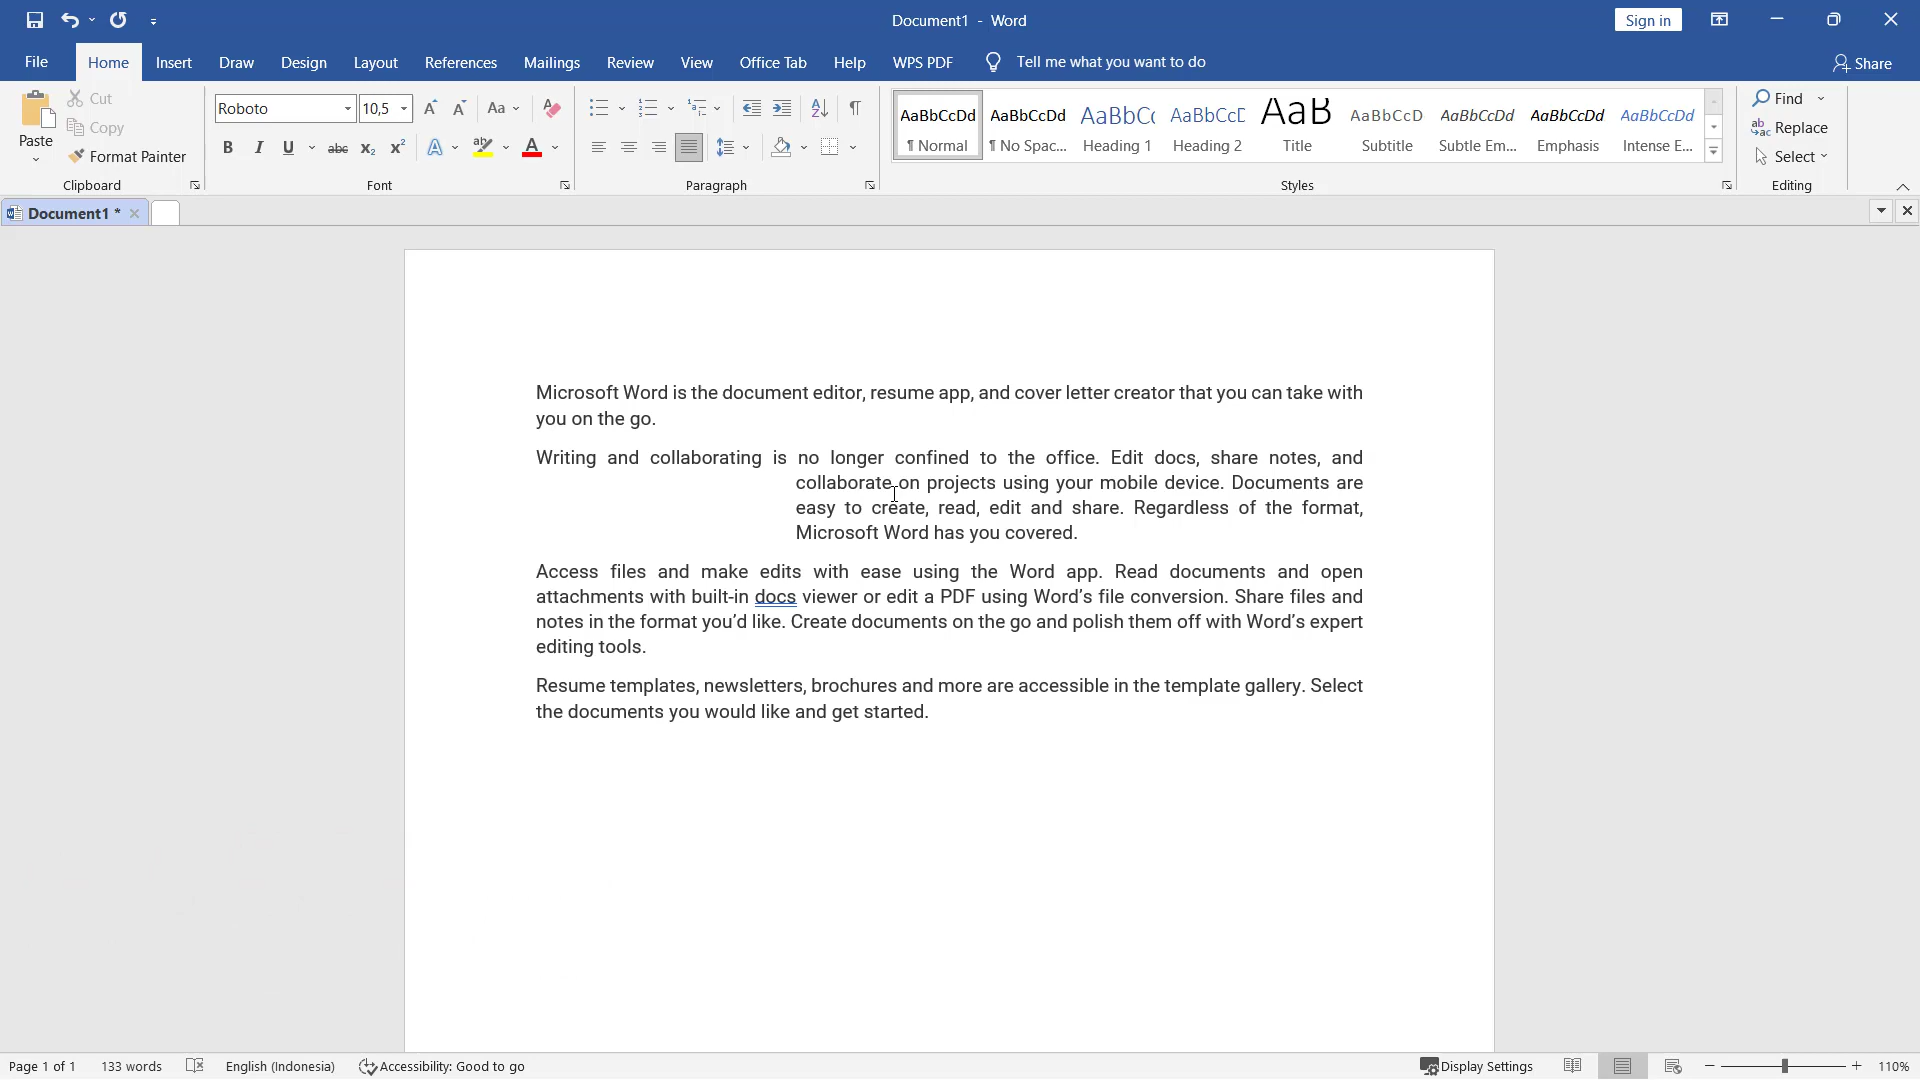 Document1 - Word
Sign in
File Home Insert Draw Design Layout References Mailings Review View Office Tab Help WPS PDF Tell me what you want to do Share
Paste
Cut
Copy
Format Painter
Clipboard
Roboto 10,5
Font
Paragraph
AaBbCcDd AaBbCcDd AaBbC( AaBbCcC AaB AaBbCcD AaBbCcDd AaBbCcDd AaBbCcDd
¶ Normal ¶ No Spac... Heading 1 Heading 2 Title Subtitle Subtle Em... Emphasis Intense E...
Styles
Find
Replace
Select
Editing
Document1 *
Microsoft Word is the document editor, resume app, and cover letter creator that you can take with
you on the go.
Writing and collaborating is no longer confined to the office. Edit docs, share notes, and
collaborate on projects using your mobile device. Documents are
easy to create, read, edit and share. Regardless of the format,
Microsoft Word has you covered.
Access files and make edits with ease using the Word app. Read documents and open
attachments with built-in docs viewer or edit a PDF using Word’s file conversion. Share files and
notes in the format you’d like. Create documents on the go and polish them off with Word’s expert
editing tools.
Resume templates, newsletters, brochures and more are accessible in the template gallery. Select
the documents you would like and get started.
Page 1 of 1 133 words English (Indonesia) Accessibility: Good to go Display Settings 110%